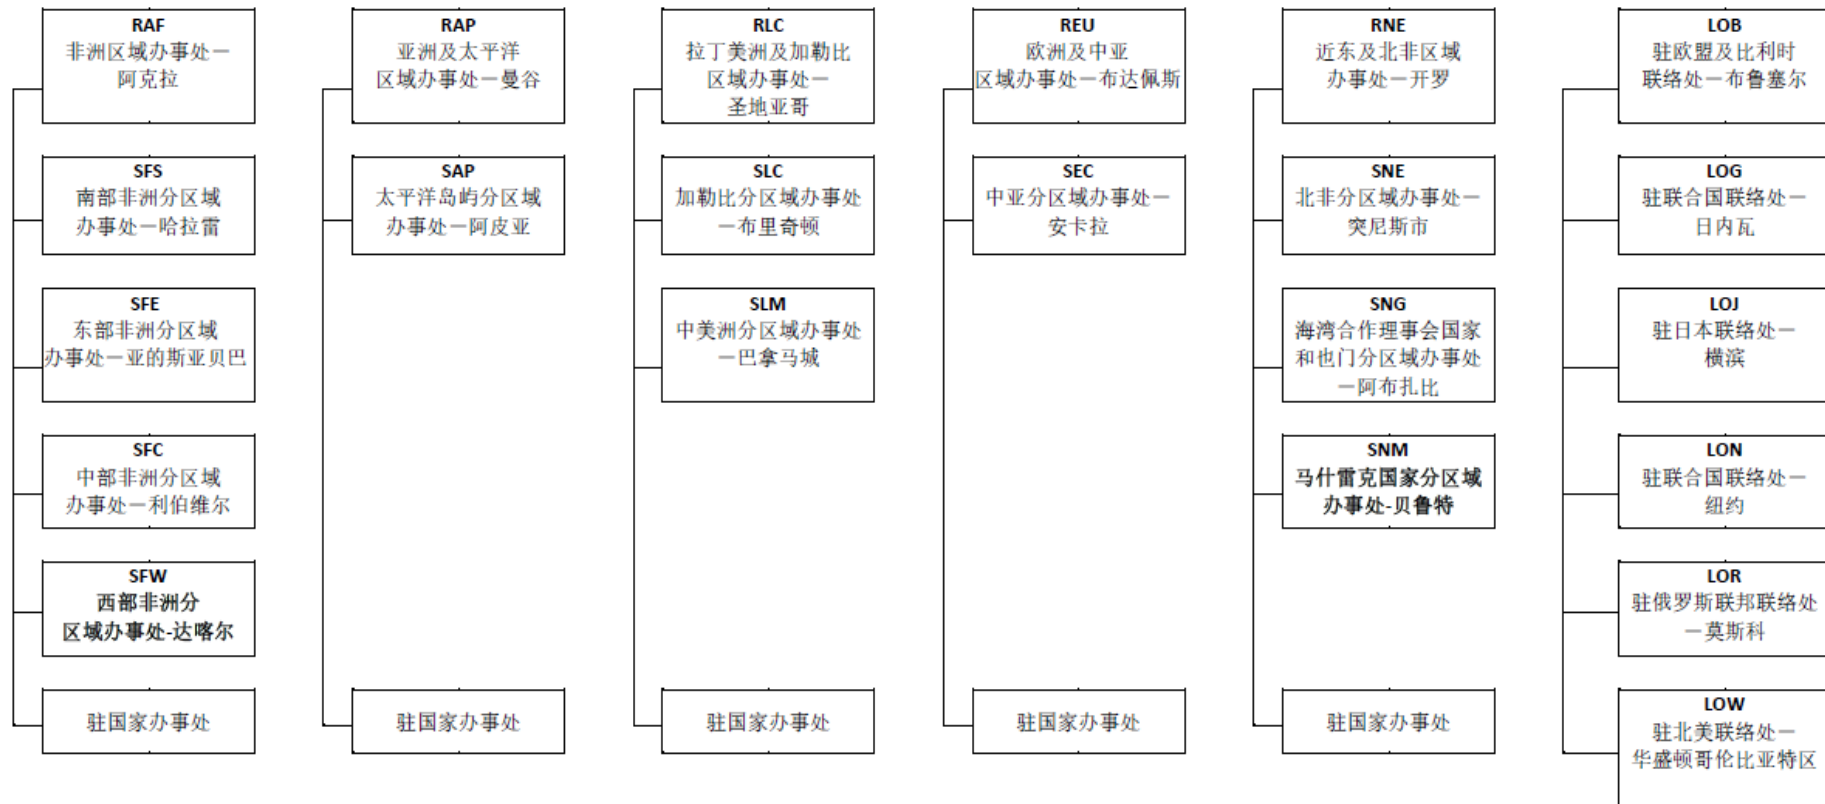 RAF
非洲区域办事处－
阿克拉
SFS
南部非洲分区域
办事处－哈拉雷
SFE
东部非洲分区域
办事处－亚的斯亚贝巴
SFC
中部非洲分区域
办事处－利伯维尔
SFW
西部非洲分
区域办事处-达喀尔
驻国家办事处
RAP
亚洲及太平洋
区域办事处－曼谷
SAP
太平洋岛屿分区域
办事处－阿皮亚
驻国家办事处
RLC
拉丁美洲及加勒比
区域办事处－
圣地亚哥
SLC
加勒比分区域办事处
－布里奇顿
SLM
中美洲分区域办事处
－巴拿马城
驻国家办事处
REU
欧洲及中亚
区域办事处－布达佩斯
SEC
中亚分区域办事处－
安卡拉
驻国家办事处
RNE
近东及北非区域
办事处－开罗
SNE
北非分区域办事处－
突尼斯市
SNG
海湾合作理事会国家
和也门分区域办事处
－阿布扎比
SNM
马什雷克国家分区域
办事处-贝鲁特
驻国家办事处
LOB
驻欧盟及比利时
联络处－布鲁塞尔
LOG
驻联合国联络处－
日内瓦
LOJ
驻日本联络处－
横滨
LON
驻联合国联络处－
纽约
LOR
驻俄罗斯联邦联络处
－莫斯科
LOW
驻北美联络处－
华盛顿哥伦比亚特区